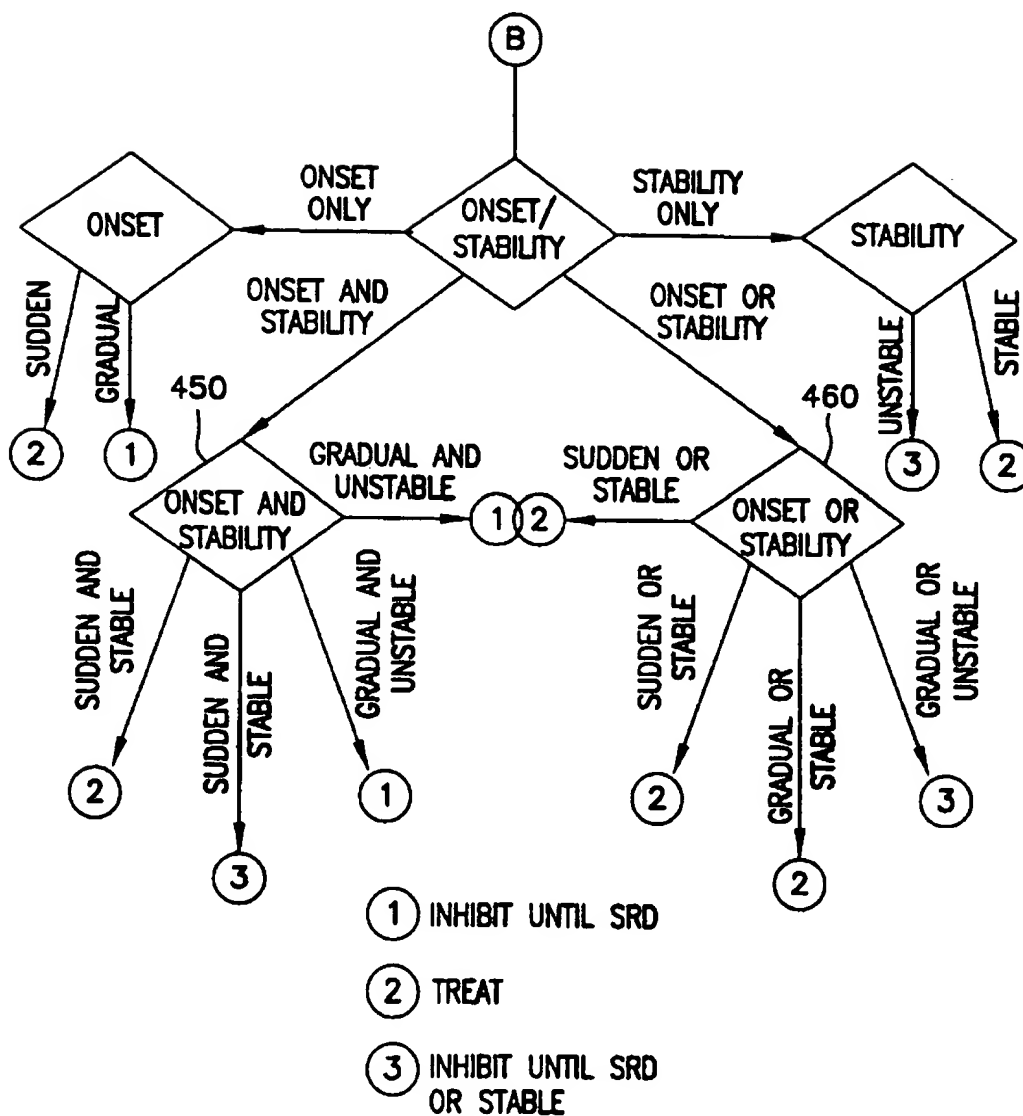 B
ONSET
ONLY
STABILITY
ONLY
ONSET
ONSET/
STABILITY
STABILITY
SUDDEN
GRADUAL
ONSET AND
STABILITY
ONSET OR
STABILITY
UNSTABLE
STABLE
450
460
2
1
3
2
GRADUAL AND
UNSTABLE
SUDDEN OR
STABLE
ONSET AND
STABILITY
1
2
ONSET OR
STABILITY
SUDDEN AND
STABLE
SUDDEN AND
STABLE
GRADUAL AND
UNSTABLE
SUDDEN OR
STABLE
GRADUAL OR
STABLE
GRADUAL OR
UNSTABLE
2
1
2
3
3
2
1 INHIBIT UNTIL SRD
2 TREAT
3 INHIBIT UNTIL SRD
OR STABLE